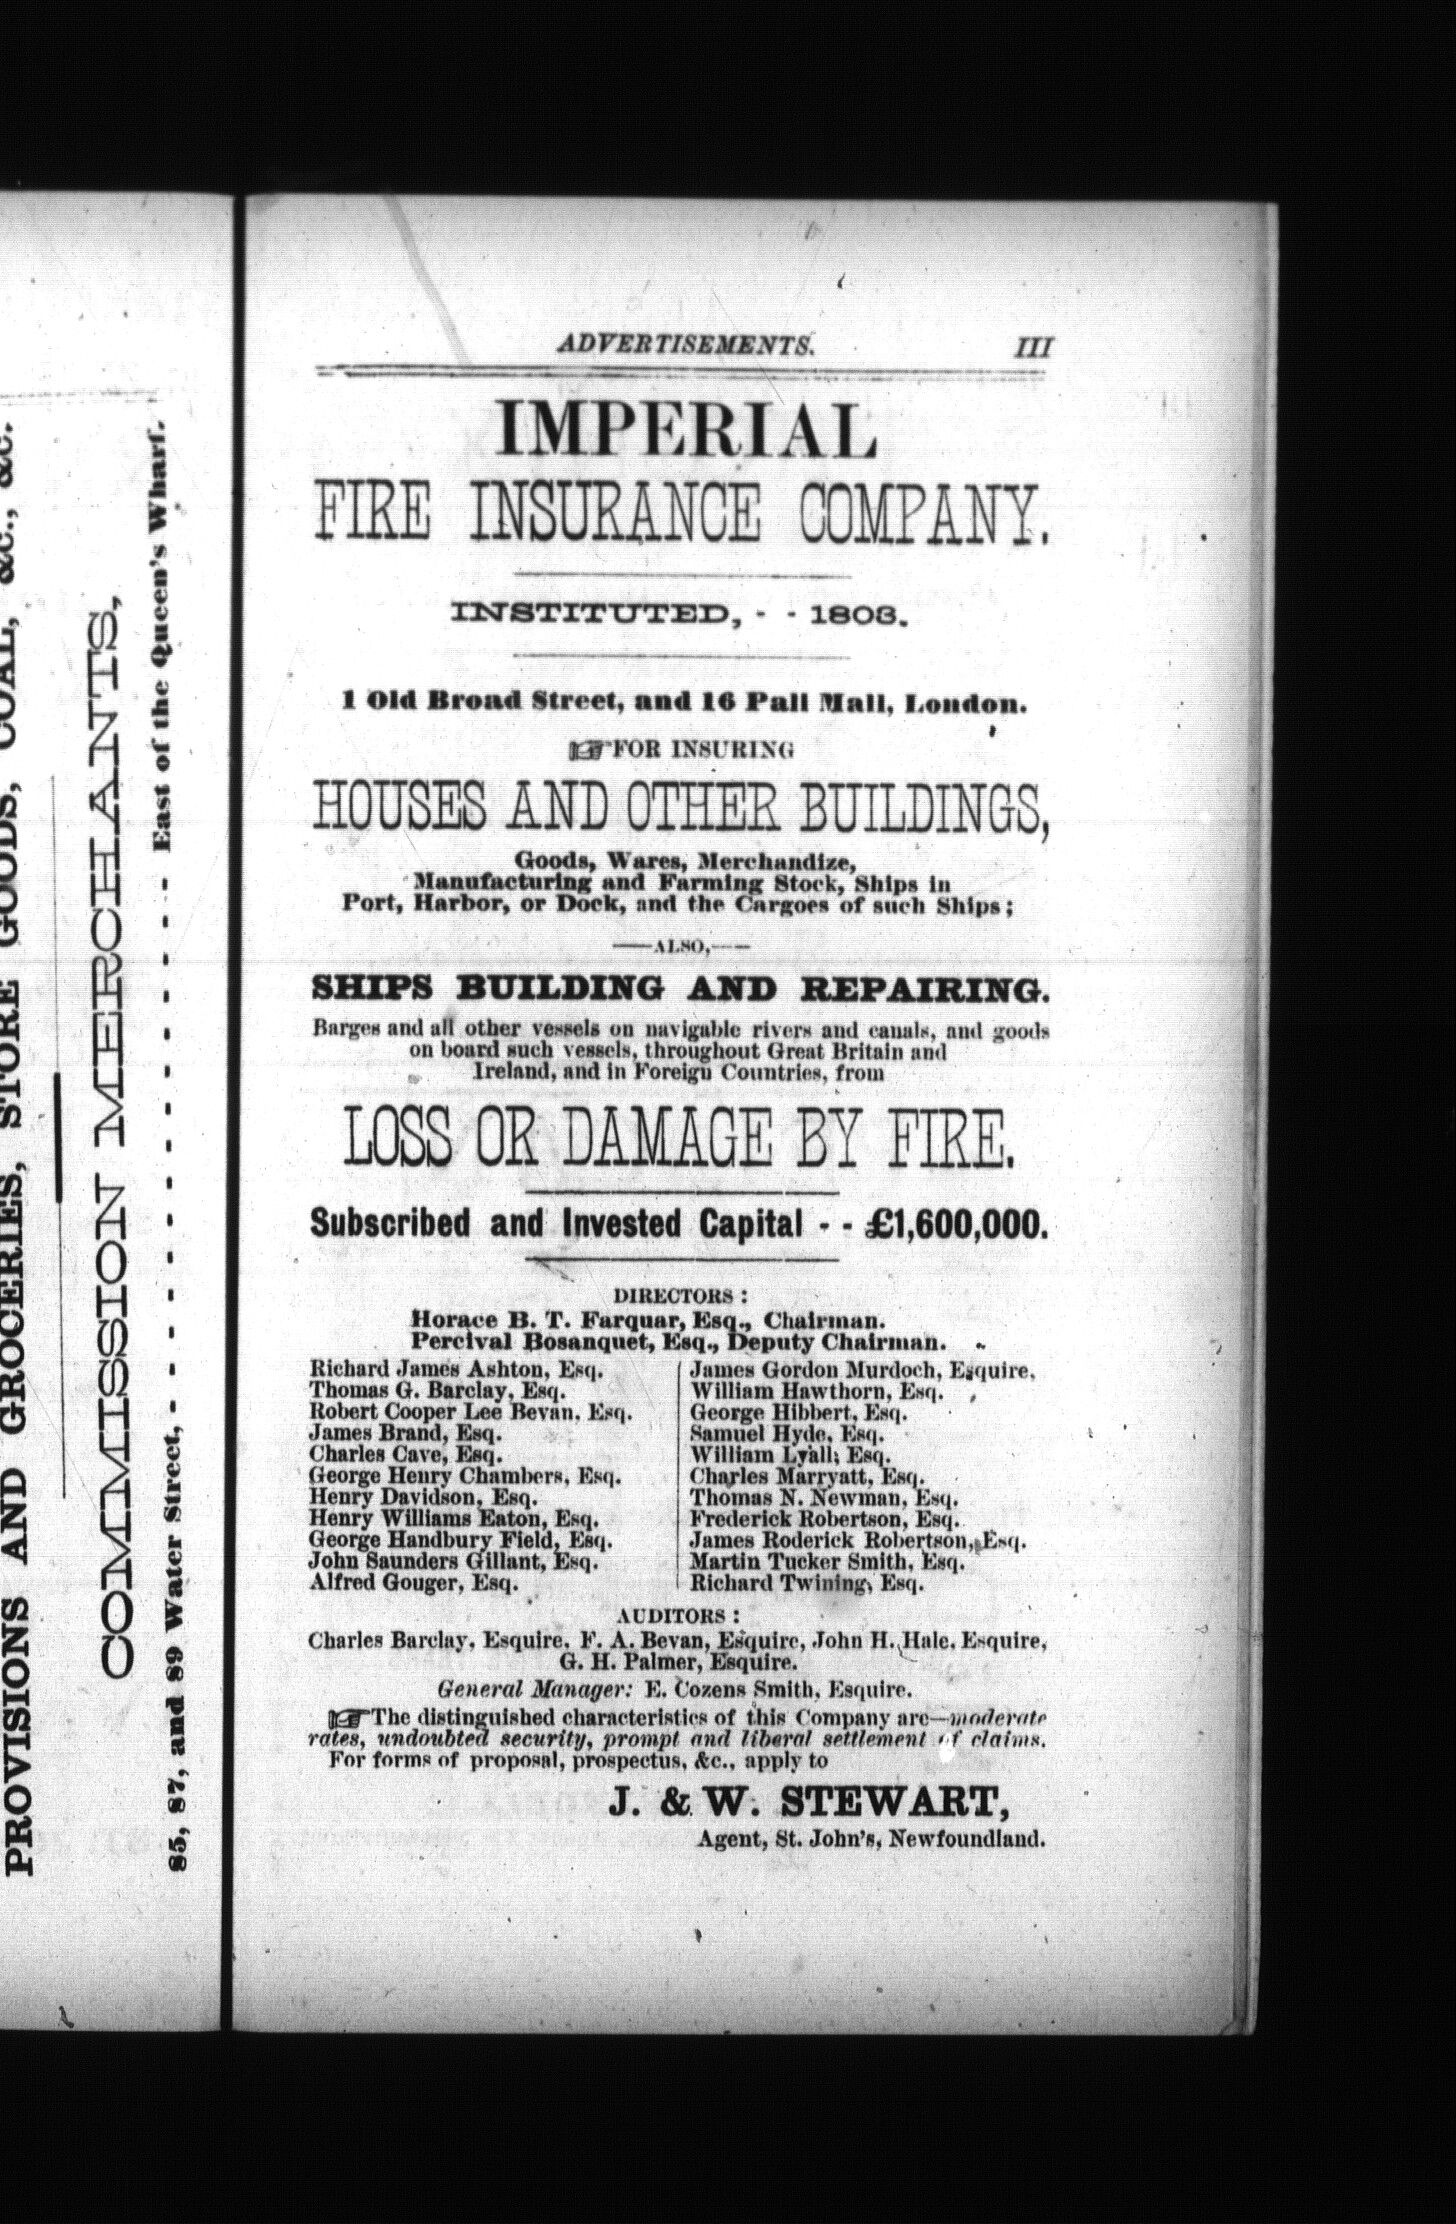 PROVISIONS AND GROCERIES, STORE GOODS, COAL, &c., &c.
COMMISSION MERCHANTS,
85, 87, and 89 Water Street, - - - - - - - - - - - - - - East of the Queen's Wharf.
ADVERTISEMENTS. III
IMPERIAL
FIRE INSURANCE COMPANY.
INSTITUTED, - - 1803.
1 Old Broad Street, and 16 Pall Mall, London.
☞FOR INSURING
HOUSES AND OTHER BUILDINGS,
Goods, Wares, Merchandize,
Manufacturing and Farming Stock, Ships in
Port, Harbor, or Dock, and the Cargoes of such Ships;
——ALSO,——
SHIPS BUILDING AND REPAIRING.
Barges and all other vessels on navigable rivers and canals, and goods
on board such vessels, throughout Great Britain and
Ireland, and in Foreign Countries, from
LOSS OR DAMAGE BY FIRE.
Subscribed and Invested Capital - - £1,600,000.
DIRECTORS:
Horace B. T. Farquar, Esq., Chairman.
Percival Bosanquet, Esq., Deputy Chairman.
Richard James Ashton, Esq.
Thomas G. Barclay, Esq.
Robert Cooper Lee Bevan, Esq.
James Brand, Esq.
Charles Cave, Esq.
George Henry Chambers, Esq.
Henry Davidson, Esq.
Henry Williams Eaton, Esq.
George Handbury Field, Esq.
John Saunders Gillant, Esq.
Alfred Gouger, Esq.
James Gordon Murdoch, Esquire.
William Hawthorn, Esq.
George Hibbert, Esq.
Samuel Hyde, Esq.
William Lyall, Esq.
Charles Marryatt, Esq.
Thomas N. Newman, Esq.
Frederick Robertson, Esq.
James Roderick Robertson, Esq.
Martin Tucker Smith, Esq.
Richard Twining, Esq.
AUDITORS:
Charles Barclay, Esquire, F. A. Bevan, Esquire, John H. Hale, Esquire,
G. H. Palmer, Esquire.
General Manager: E. Cozens Smith, Esquire.
☞The distinguished characteristics of this Company are—moderate
rates, undoubted security, prompt and liberal settlement of claims.
For forms of proposal, prospectus, &c., apply to
J. & W. STEWART,
Agent, St. John's, Newfoundland.